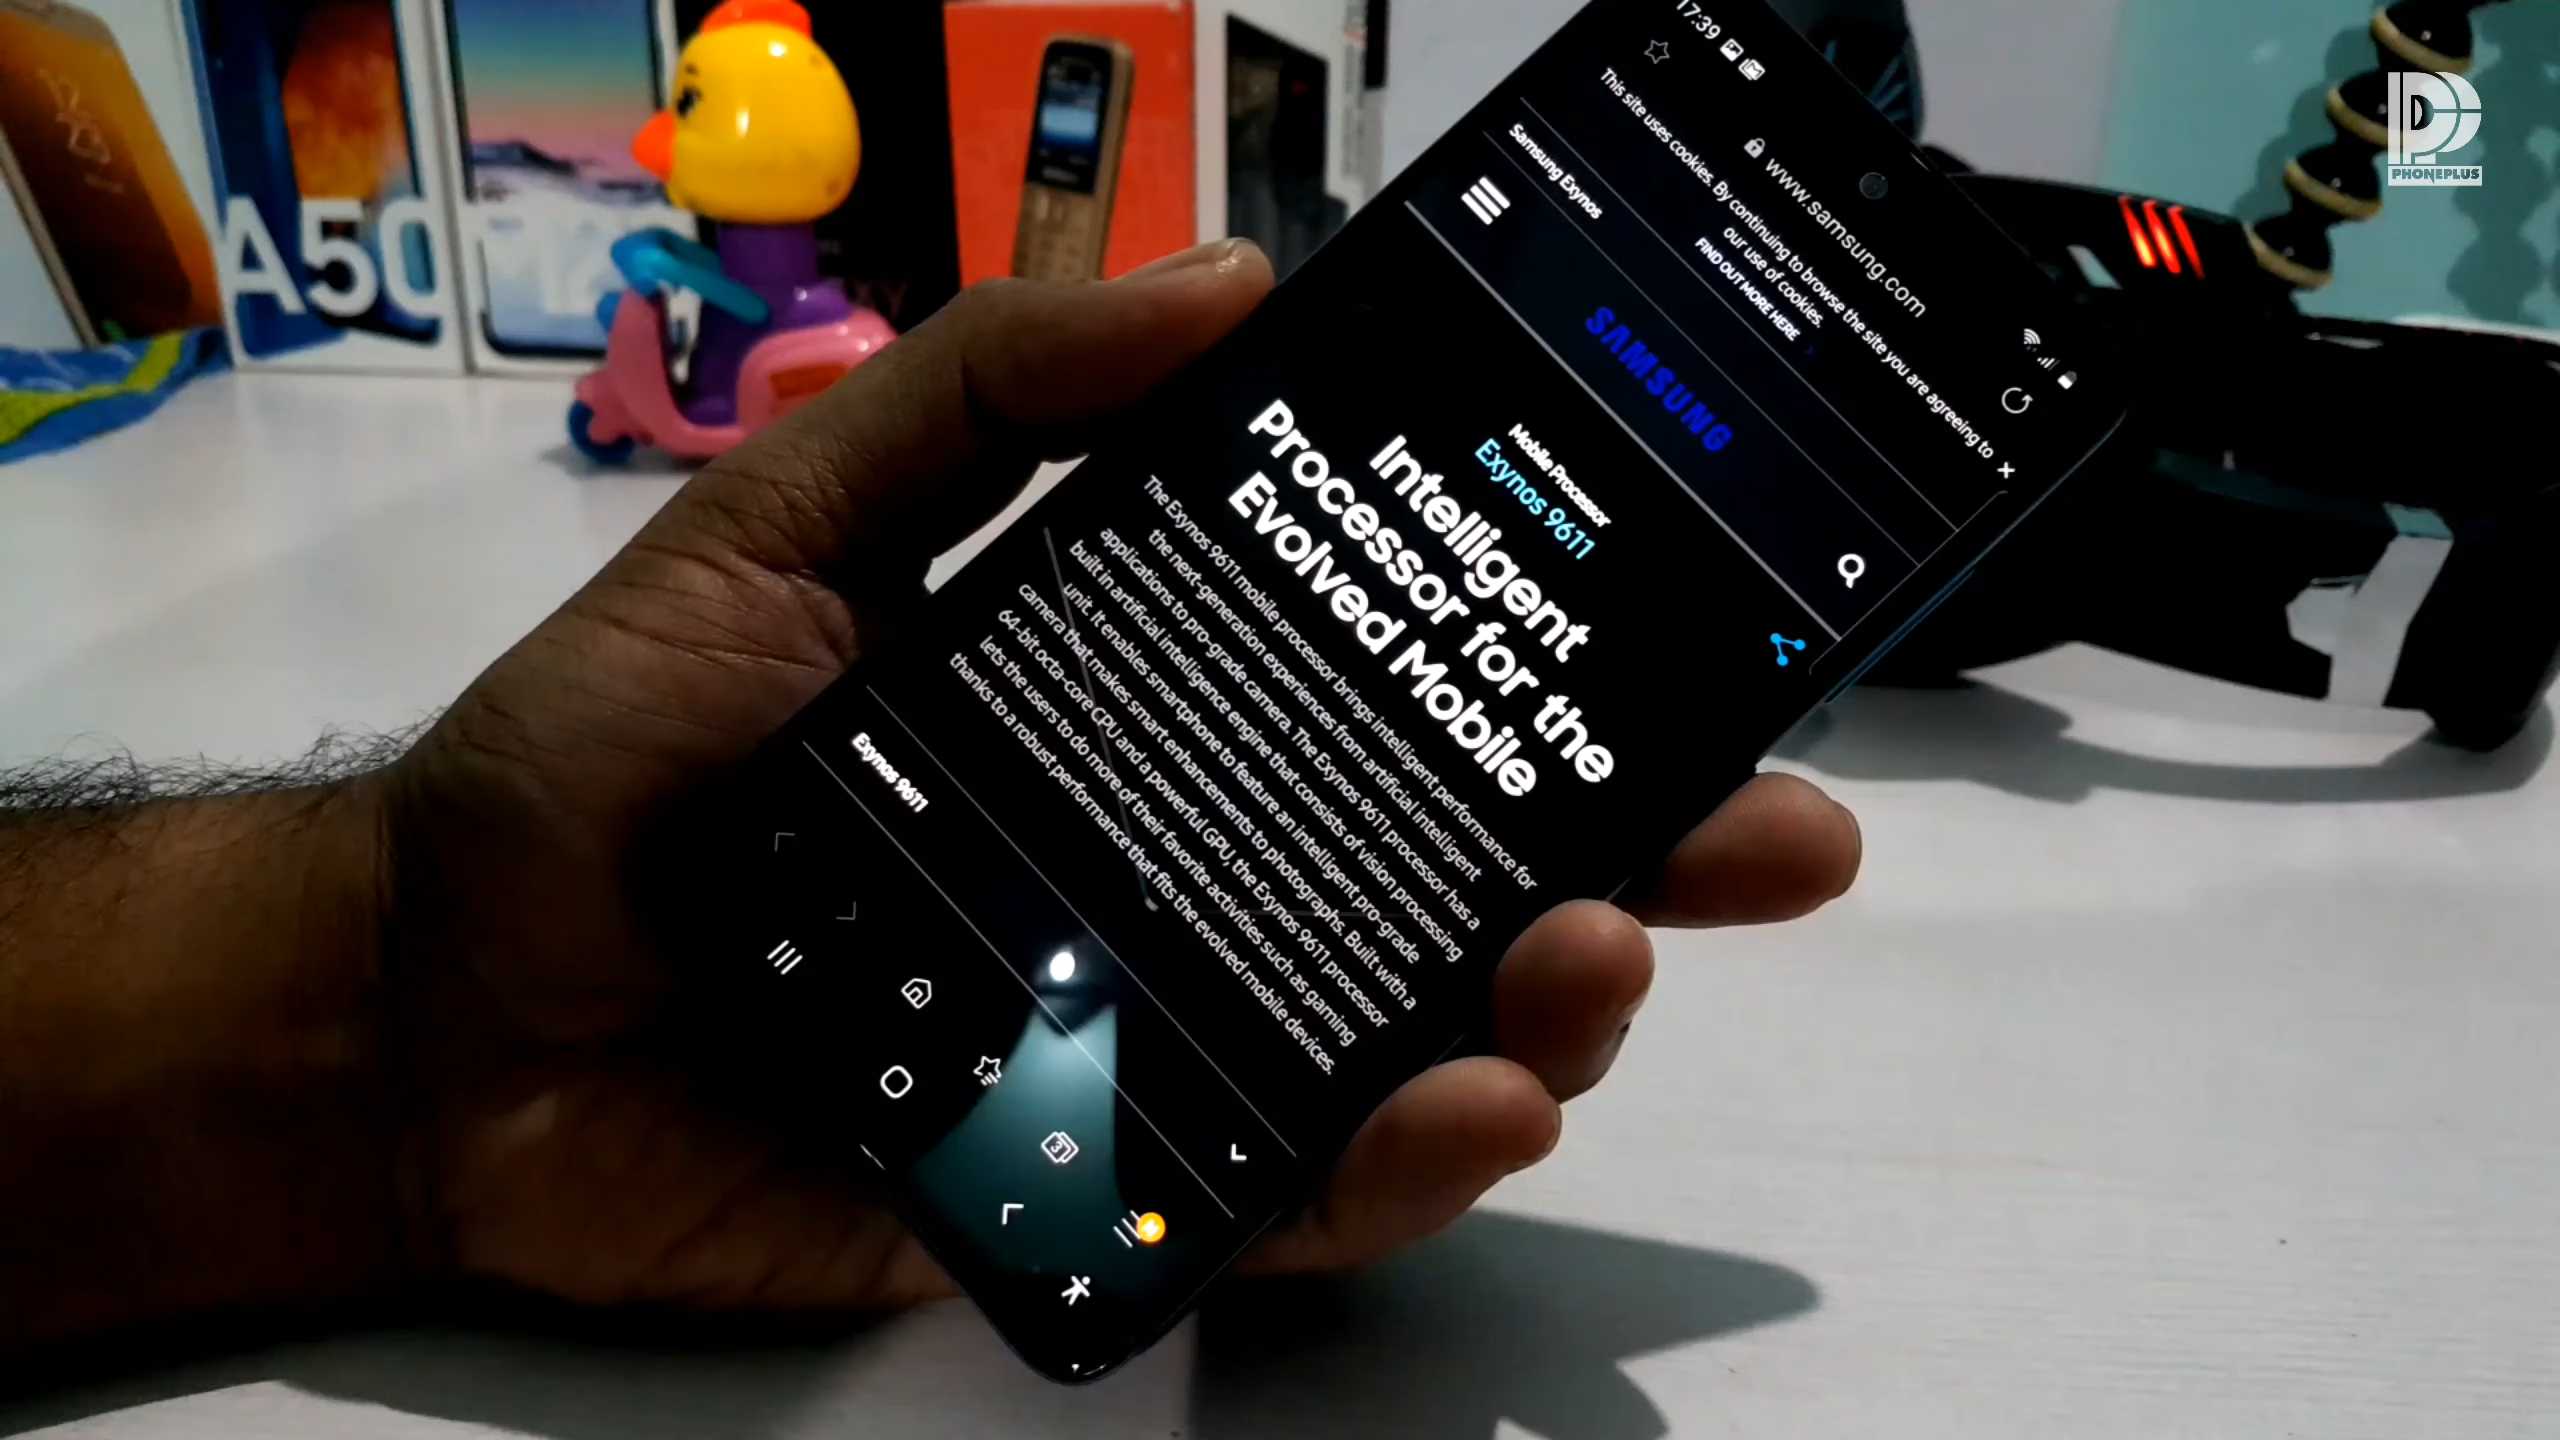 PHONEPLUS
A50
17:39
www.samsung.com
This site uses cookies. By continuing to browse the site you are agreeing to
our use of cookies.
FIND OUT MORE HERE
Samsung Exynos
SAMSUNG
Mobile Processor
Exynos 9611
Intelligent
Processor for the
Evolved Mobile
The Exynos 9611 mobile processor brings intelligent performance for
the next-generation experiences from artificial intelligent
applications to pro-grade camera. The Exynos 9611 processor has a
built in artificial intelligence engine that consists of vision processing
unit. It enables smartphone to feature an intelligent pro-grade
camera that makes smart enhancements to photographs. Built with a
64-bit octa-core CPU and a powerful GPU, the Exynos 9611 processor
lets the users to do more of their favorite activities such as gaming
thanks to a robust performance that fits the evolved mobile devices.
Exynos 9611
3